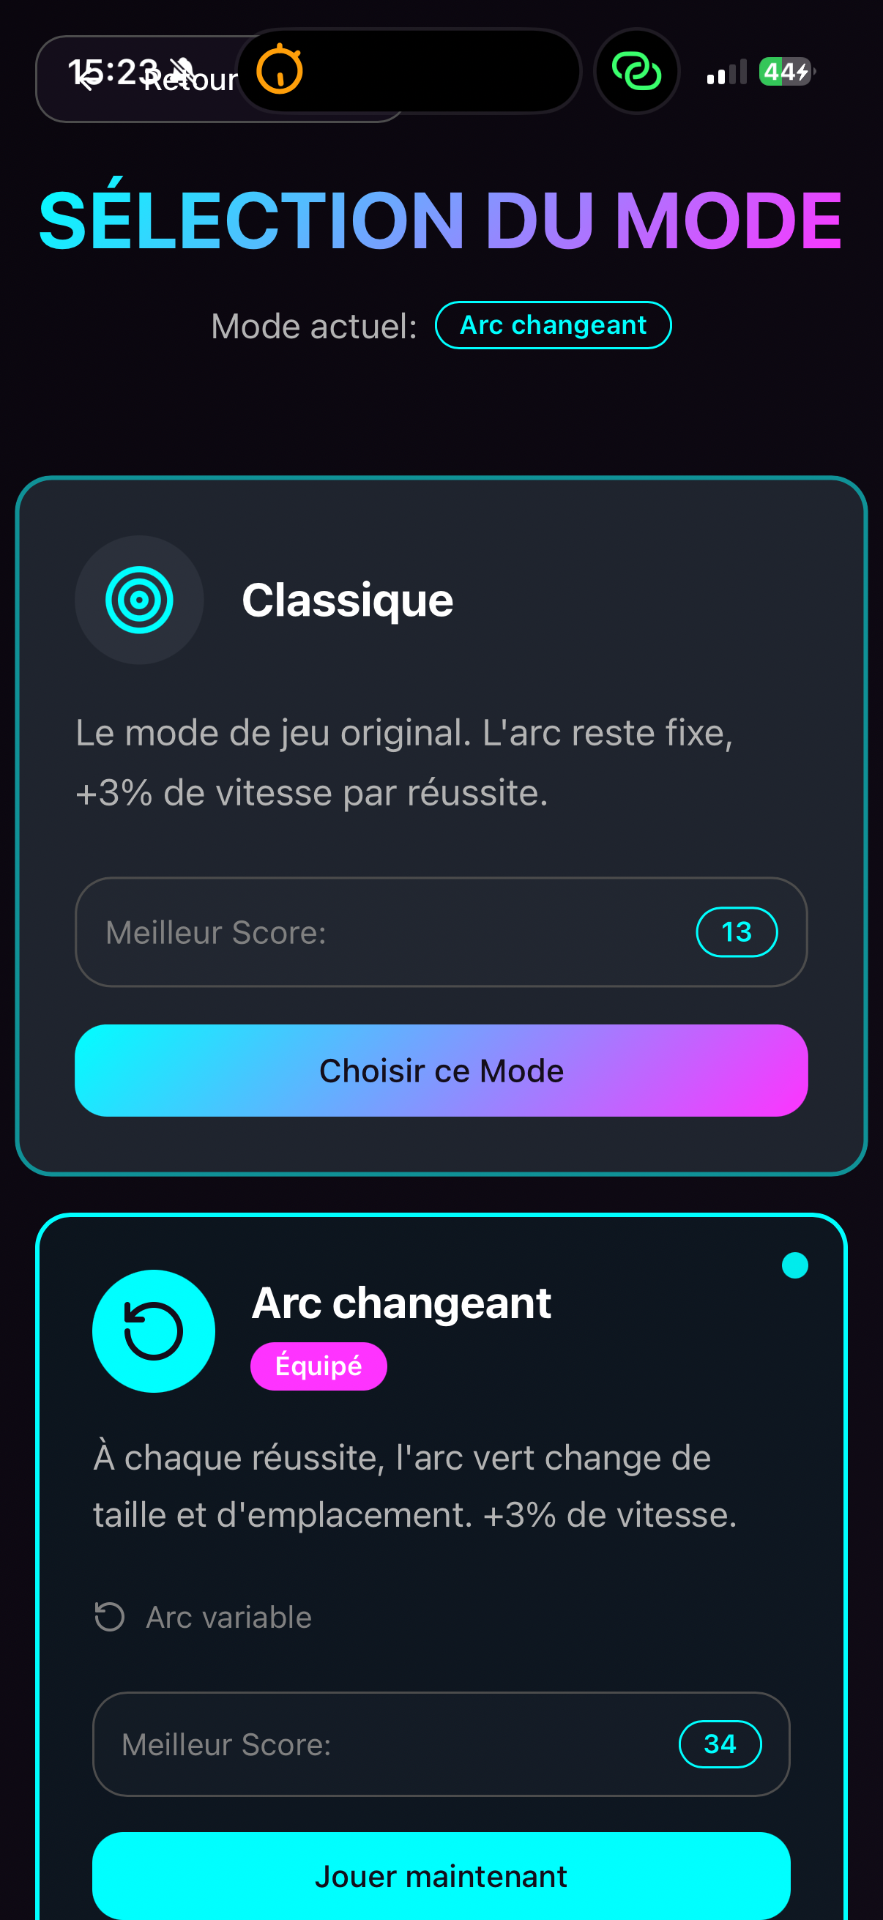 15:23
Retour
44
SÉLECTION DU MODE
Mode actuel: Arc changeant
Classique
Le mode de jeu original. L'arc reste fixe,
+3% de vitesse par réussite.
Meilleur Score: 13
Choisir ce Mode
Arc changeant
Équipé
À chaque réussite, l'arc vert change de
taille et d'emplacement. +3% de vitesse.
Arc variable
Meilleur Score: 34
Jouer maintenant